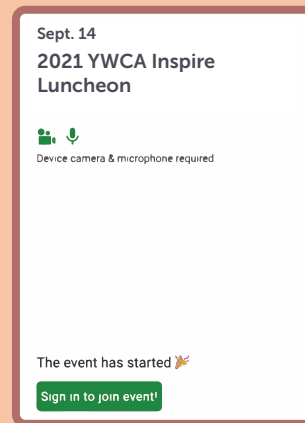 Sept. 14
2021 YWCA Inspire
Luncheon
Device camera & microphone required
The event has started 🎉
Sign in to join event!